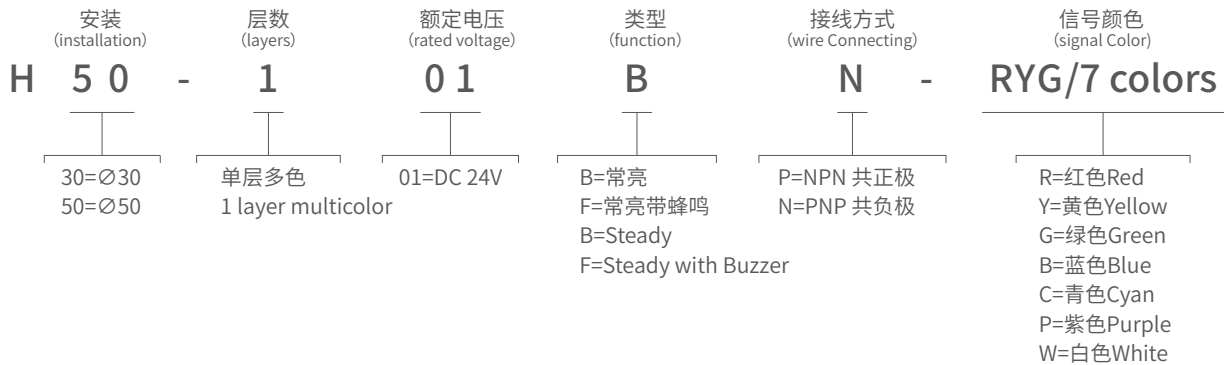 安装 层数 额定电压 类型 接线方式 信号颜色
(installation) (layers) (rated voltage) (function) (wire Connecting) (signal Color)
H 5 0 - 1 0 1 B N - RYG/7 colors
30=∅30 单层多色 01=DC 24V B=常亮 P=NPN 共正极 R=红色Red
50=∅50 1 layer multicolor F=常亮带蜂鸣 N=PNP 共负极 Y=黄色Yellow
B=Steady G=绿色Green
F=Steady with Buzzer B=蓝色Blue
C=青色Cyan
P=紫色Purple
W=白色White